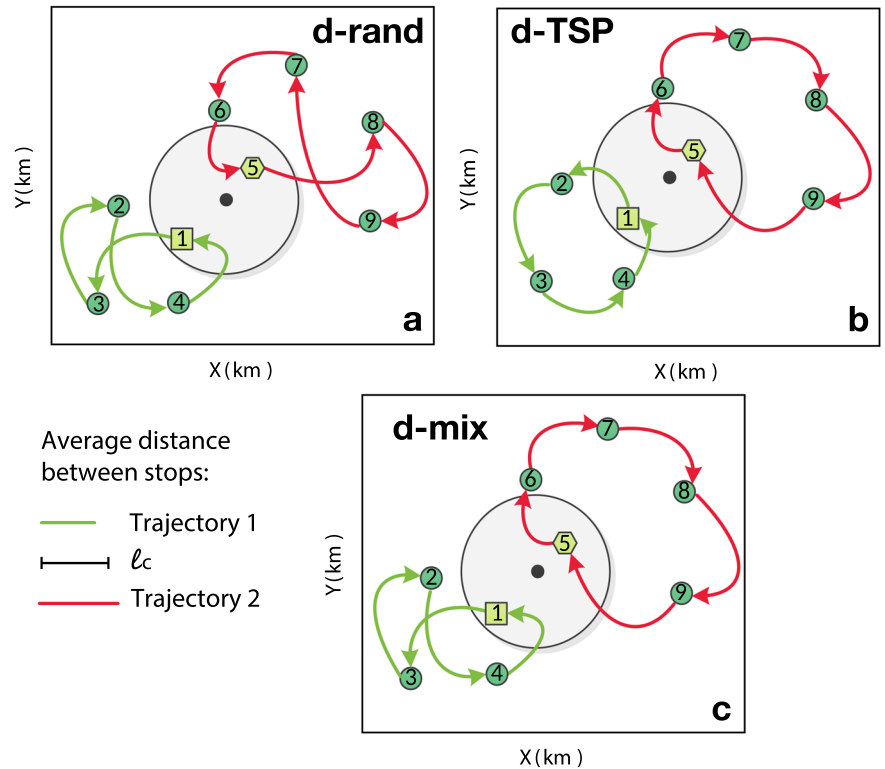 d-rand
7
6
8
5
2
9
1
3
4
a
Y(km)
X(km)
d-TSP
7
6
8
5
2
9
1
3
4
b
Y(km)
X(km)
d-mix
7
6
8
5
2
9
1
3
4
c
Y(km)
X(km)
Average distance
between stops:
Trajectory 1
ℓc
Trajectory 2